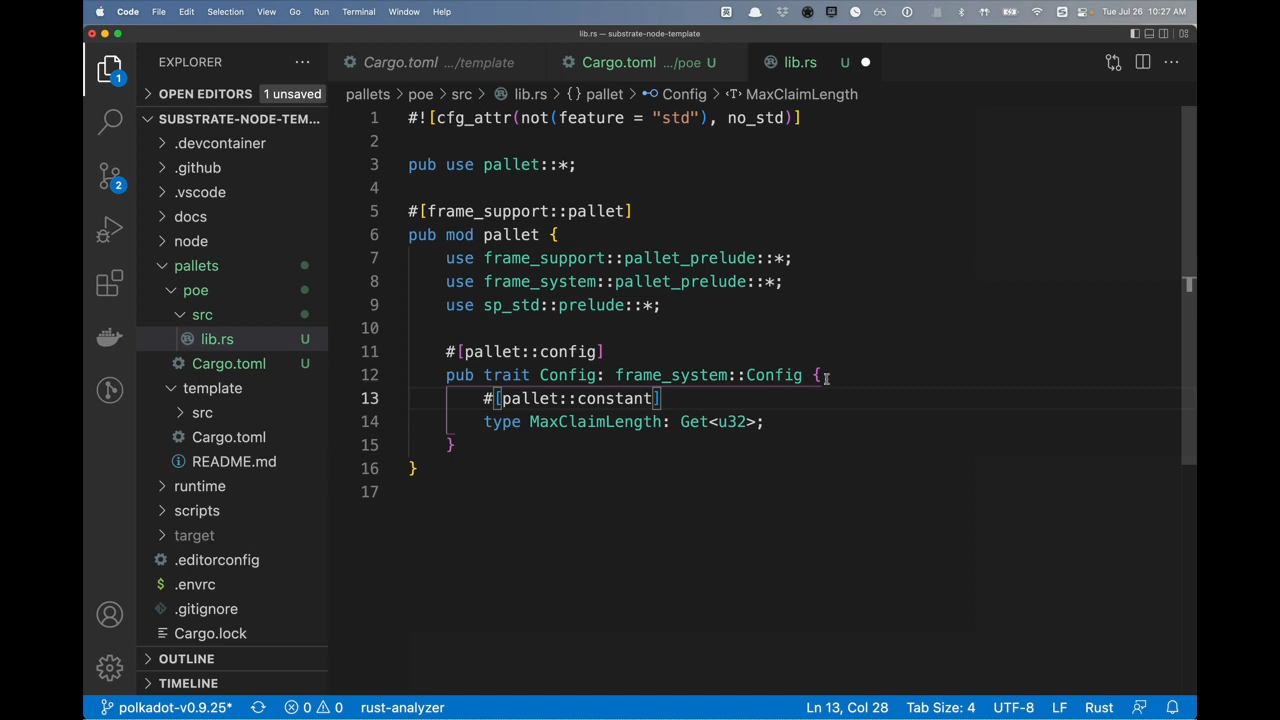 Code File Edit Selection View Go Run Terminal Window Help 英 S Tue Jul 26 10:27 AM
lib.rs — substrate-node-template
EXPLORER
Cargo.toml .../template
Cargo.toml .../poe U
lib.rs U
OPEN EDITORS 1 unsaved
pallets > poe > src > lib.rs > {} pallet > Config > MaxClaimLength
SUBSTRATE-NODE-TEM...
.devcontainer
.github
.vscode
docs
node
pallets
poe
src
lib.rs U
Cargo.toml U
template
src
Cargo.toml
README.md
runtime
scripts
target
.editorconfig
.envrc
.gitignore
Cargo.lock
OUTLINE
TIMELINE
1
2
1 #![cfg_attr(not(feature = "std"), no_std)]
2
3 pub use pallet::*;
4
5 #[frame_support::pallet]
6 pub mod pallet {
7 use frame_support::pallet_prelude::*;
8 use frame_system::pallet_prelude::*;
9 use sp_std::prelude::*;
10
11 #[pallet::config]
12 pub trait Config: frame_system::Config {
13 #[pallet::constant]
14 type MaxClaimLength: Get<u32>;
15 }
16 }
17
polkadot-v0.9.25* 0 0 rust-analyzer Ln 13, Col 28 Tab Size: 4 UTF-8 LF Rust